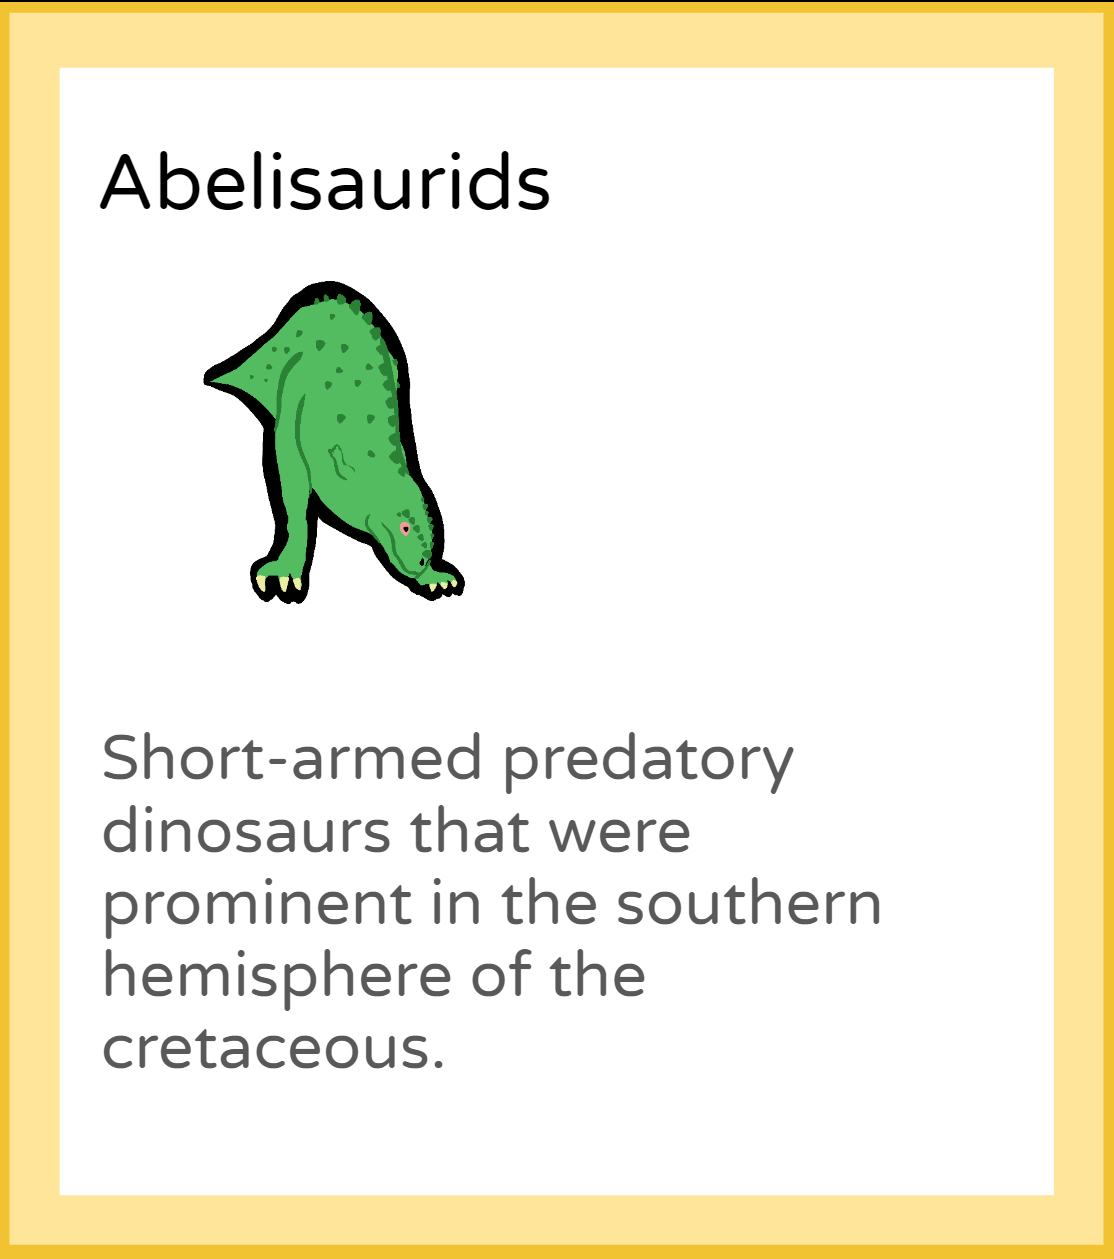 Abelisaurids
Short-armed predatory
dinosaurs that were
prominent in the southern
hemisphere of the
cretaceous.